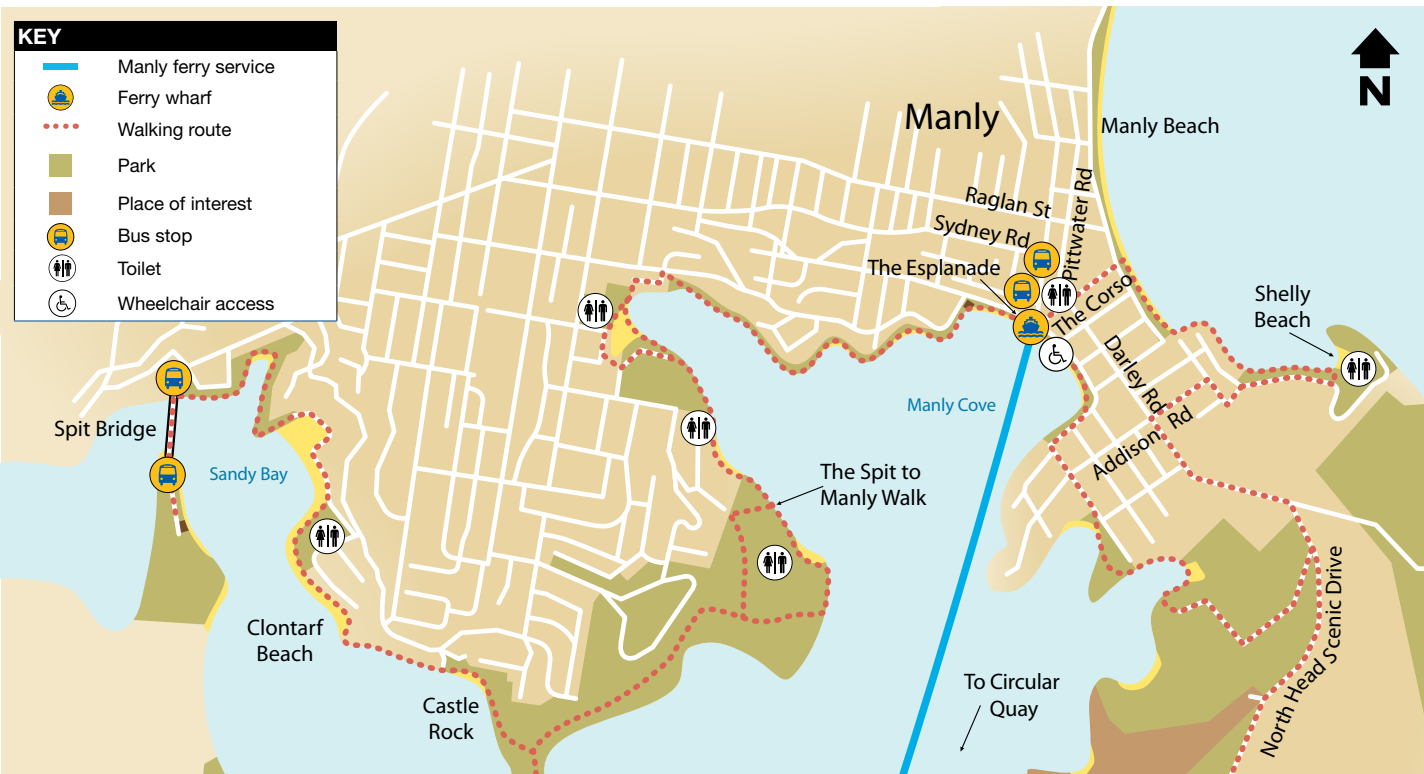 KEY
Manly ferry service
Ferry wharf
Walking route
Park
Place of interest
Bus stop
Toilet
Wheelchair access
N
Manly
Manly Beach
Raglan St
Sydney Rd
Pittwater Rd
The Esplanade
The Corso
Shelly
Beach
Darley Rd
Manly Cove
Addison Rd
Spit Bridge
Sandy Bay
The Spit to
Manly Walk
North Head Scenic Drive
Clontarf
Beach
Castle
Rock
To Circular
Quay